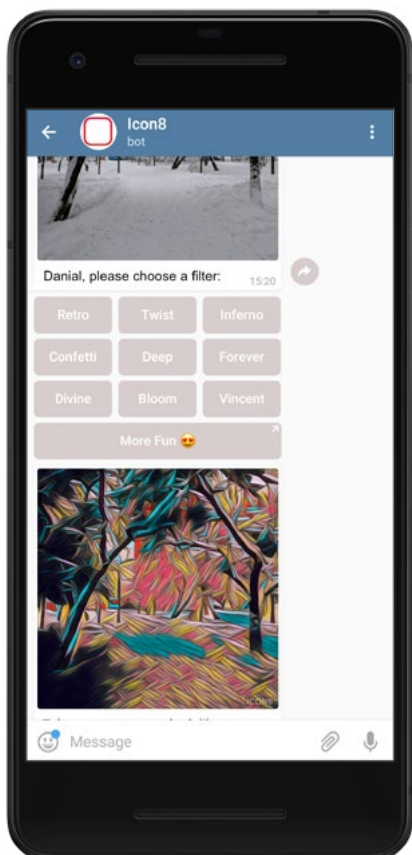 Icon8
bot
Danial, please choose a filter:
15:20
Retro Twist Inferno
Confetti Deep Forever
Divine Bloom Vincent
More Fun 😍
ICONS8
Message